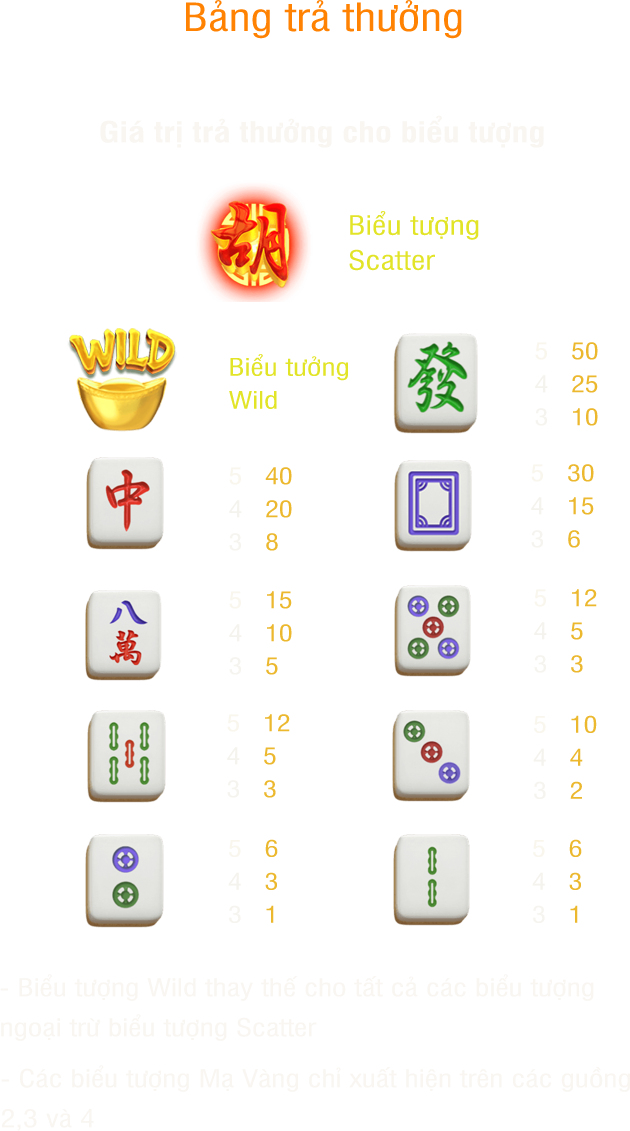 Bảng trả thưởng
Giá trị trả thưởng cho biểu tượng
胡
Biểu tượng
Scatter
WILD
Biểu tưởng
Wild
發
5 50
4 25
3 10
中
5 40
4 20
3 8
5 30
4 15
3 6
八
萬
5 15
4 10
3 5
5 12
4 5
3 3
5 12
4 5
3 3
5 10
4 4
3 2
5 6
4 3
3 1
5 6
4 3
3 1
- Biểu tượng Wild thay thế cho tất cả các biểu tượng
ngoại trừ biểu tượng Scatter
- Các biểu tượng Mạ Vàng chỉ xuất hiện trên các guồng
2,3 và 4